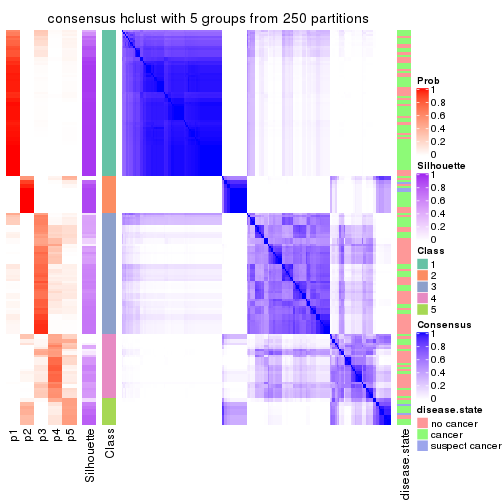 consensus hclust with 5 groups from 250 partitions
Prob
1
0.8
0.6
0.4
0.2
0
Silhouette
1
0.8
0.6
0.4
0.2
0
Class
1
2
3
4
5
Consensus
1
0.8
0.6
0.4
0.2
0
disease.state
no cancer
cancer
suspect cancer
p1
p2
p3
p4
p5
Silhouette
Class
disease.state